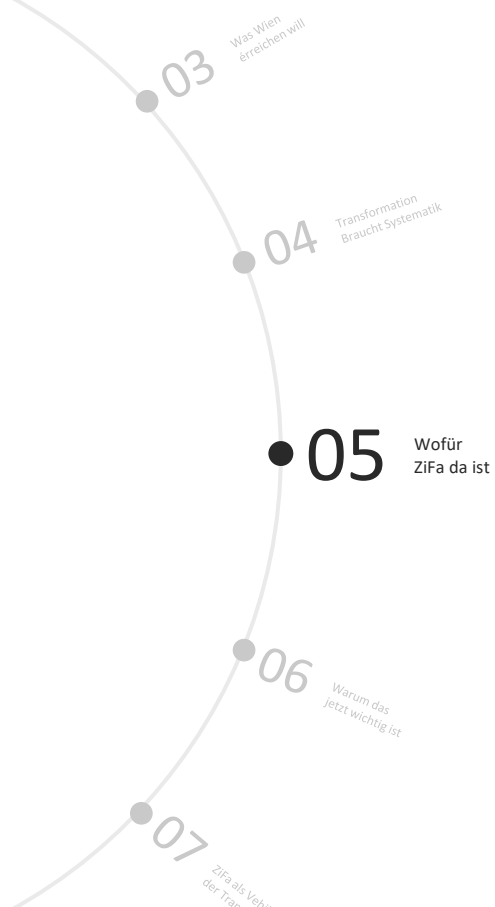 03
Was Wien
érreichen will
04
Transformation
Braucht Systematik
05
Wofür
ZiFa da ist
06
Warum das
jetzt wichtig ist
07
ZiFa als
der